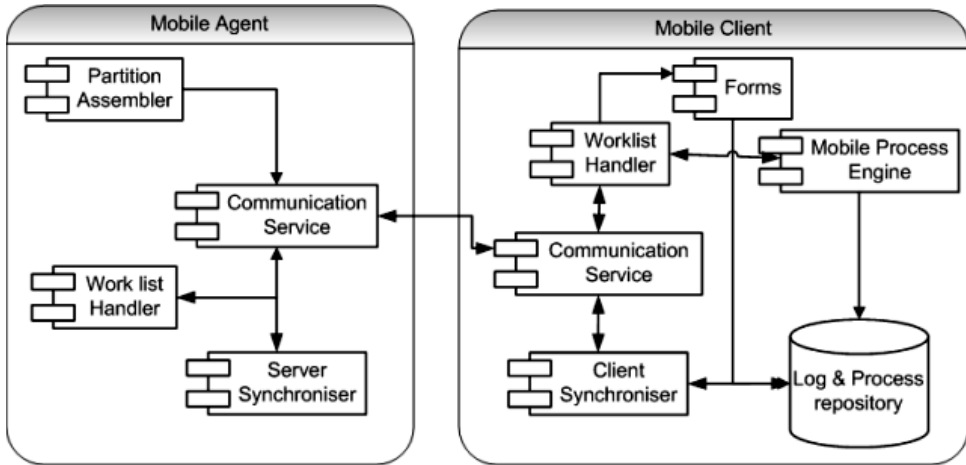 Mobile Agent
Partition
Assembler
Communication
Service
Work list
Handler
Server
Synchroniser
Mobile Client
Forms
Worklist
Handler
Mobile Process
Engine
Communication
Service
Client
Synchroniser
Log & Process
repository